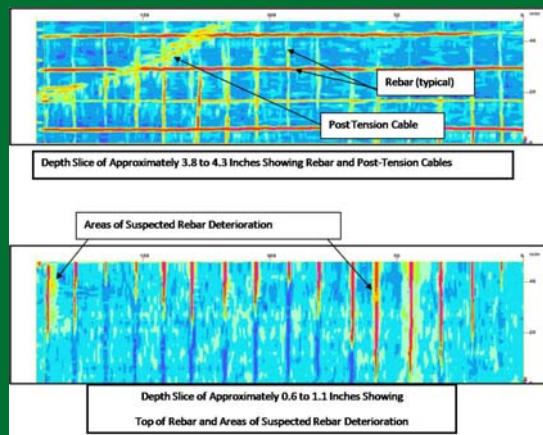 Rebar (typical)
Post Tension Cable
Depth Slice of Approximately 3.8 to 4.3 Inches Showing Rebar and Post-Tension Cables
Areas of Suspected Rebar Deterioration
Depth Slice of Approximately 0.6 to 1.1 Inches Showing
Top of Rebar and Areas of Suspected Rebar Deterioration